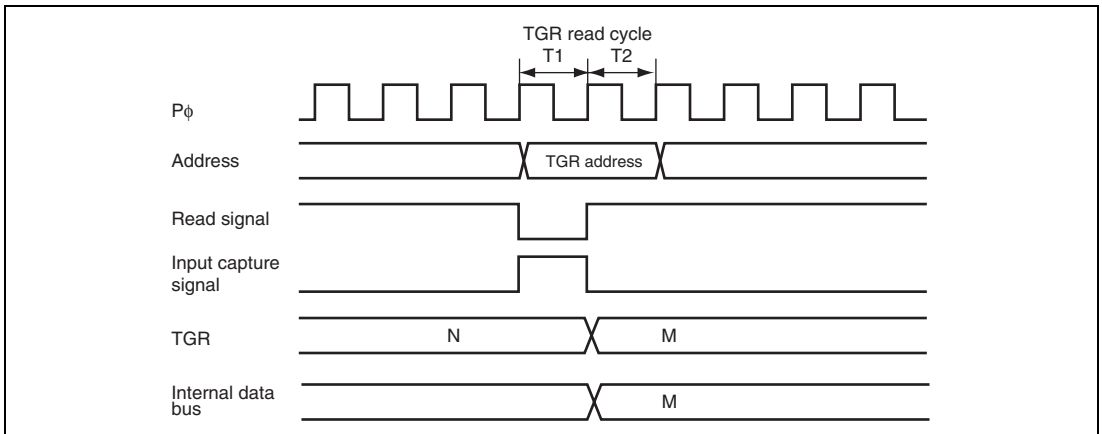 TGR read cycle
T1 T2
Pφ
Address
TGR address
Read signal
Input capture
signal
TGR
N M
Internal data
bus
M